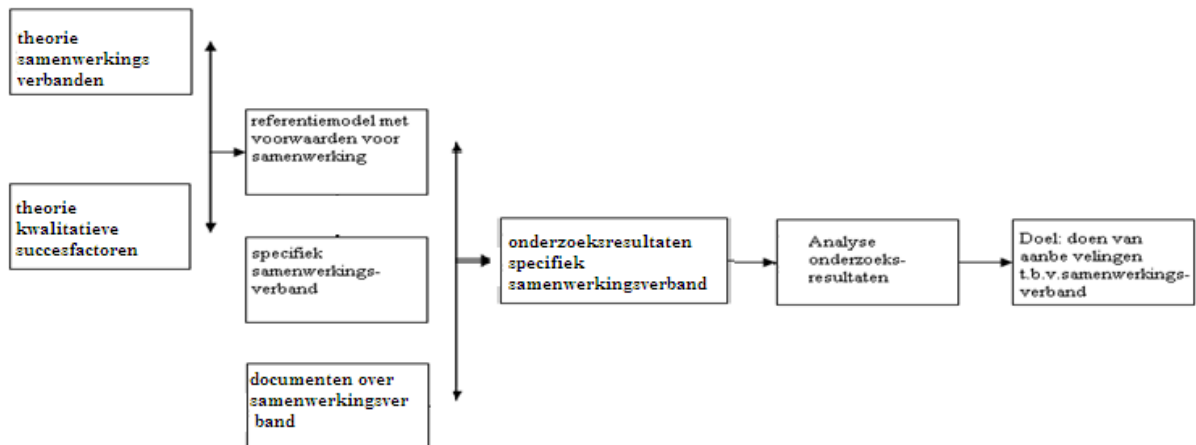 theorie
samenwerkings
verbanden
theorie
kwalitatieve
succesfactoren
referentiemodel met
voorwaarden voor
samenwerking
specifiek
samenwerkings-
verband
documenten over
samenwerkingsver
band
onderzoeksresultaten
specifiek
samenwerkingsverband
Analyse
onderzoeks-
resultaten
Doel: doen van
aanbe velingen
t.b.v.samenwerkings-
verband